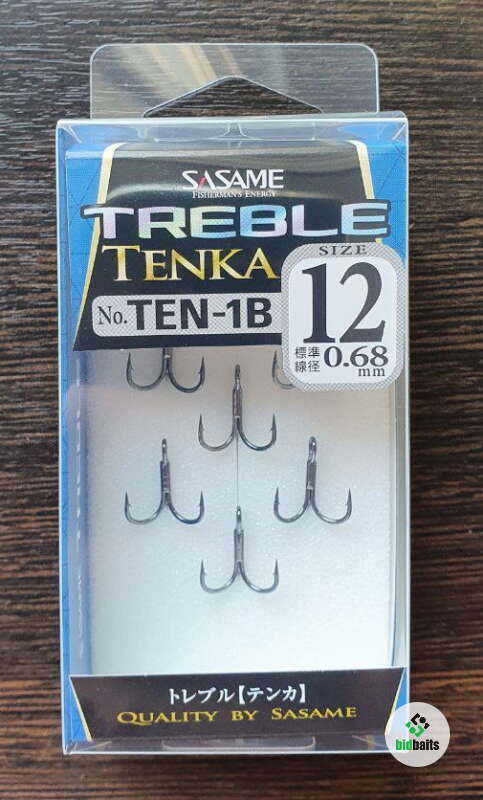 SASAME
FISHERMAN'S ENERGY
TREBLE
TENKA
No. TEN-1B
SIZE
12
標準
線径 0.68
mm
トレブル【テンカ】
QUALITY BY SASAME
bidbaits